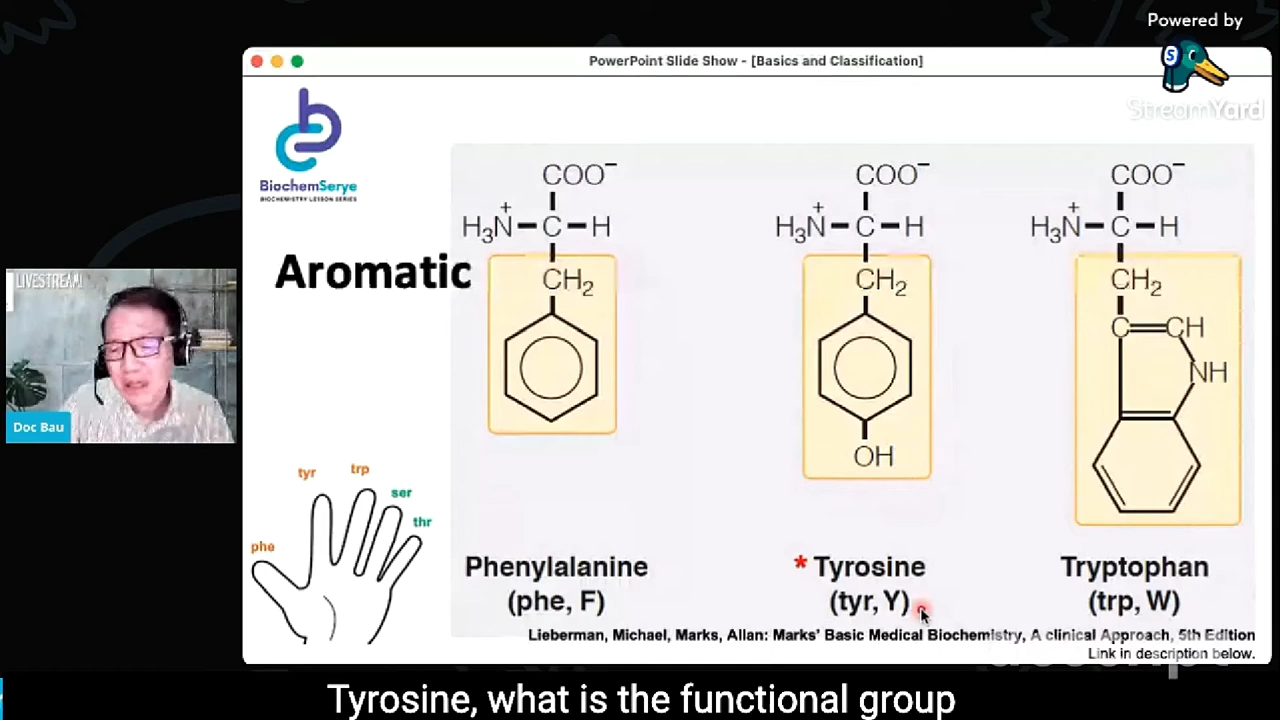 Powered by
StreamYard
PowerPoint Slide Show - [Basics and Classification]
BiochemSerye
BIOCHEMISTRY LESSON SERIES
Aromatic
LIVESTREAM!
Doc Bau
COO−
H3N+ C H
CH2
COO−
H3N+ C H
CH2
OH
COO−
H3N+ C H
CH2
C CH
NH
phe
tyr
trp
ser
thr
Phenylalanine
(phe, F)
* Tyrosine
(tyr, Y)
Tryptophan
(trp, W)
Lieberman, Michael, Marks, Allan: Marks' Basic Medical Biochemistry, A clinical Approach, 5th Edition
Link in description below.
Tyrosine, what is the functional group